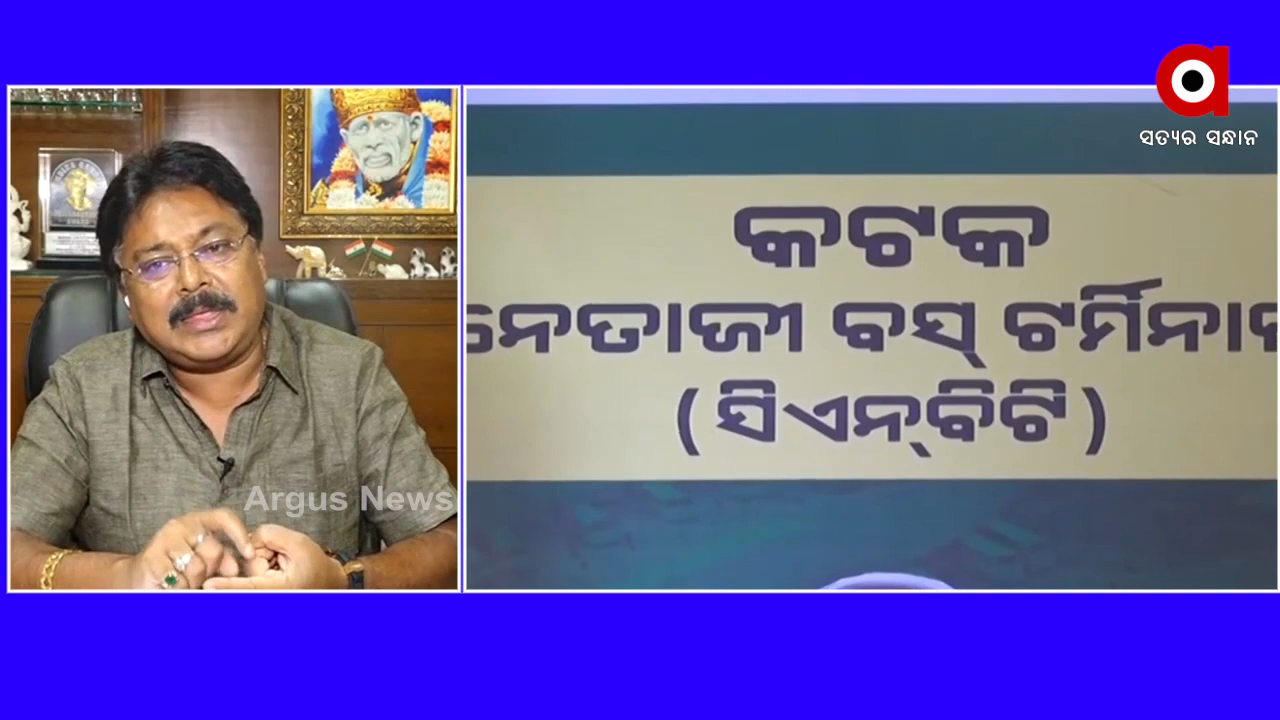 ସତ୍ୟର ସନ୍ଧାନ
କଟକ
ନେତାଜୀ ବସ୍ ଟର୍ମିନାଲ
(ସିଏନ୍‌ବିଟି)
Argus News